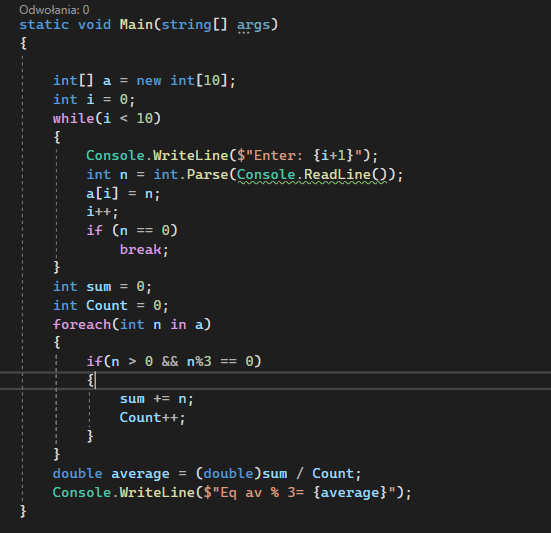 Odwołania: 0
static void Main(string[] args)
{
int[] a = new int[10];
int i = 0;
while(i < 10)
{
Console.WriteLine($"Enter: {i+1}");
int n = int.Parse(Console.ReadLine());
a[i] = n;
i++;
if (n == 0)
break;
}
int sum = 0;
int Count = 0;
foreach(int n in a)
{
if(n > 0 && n%3 == 0)
{
sum += n;
Count++;
}
}
double average = (double)sum / Count;
Console.WriteLine($"Eq av % 3= {average}");
}